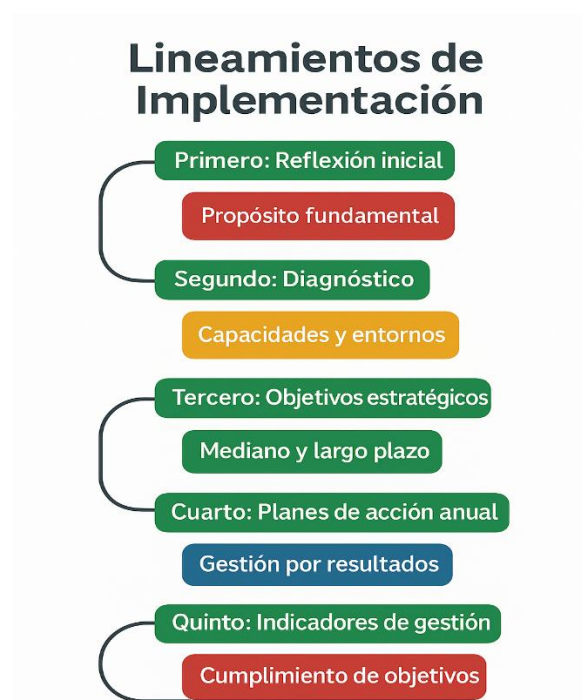 Lineamientos de
Implementación
Primero: Reflexión inicial
Propósito fundamental
Segundo: Diagnóstico
Capacidades y entornos
Tercero: Objetivos estratégicos
Mediano y largo plazo
Cuarto: Planes de acción anual
Gestión por resultados
Quinto: Indicadores de gestión
Cumplimiento de objetivos